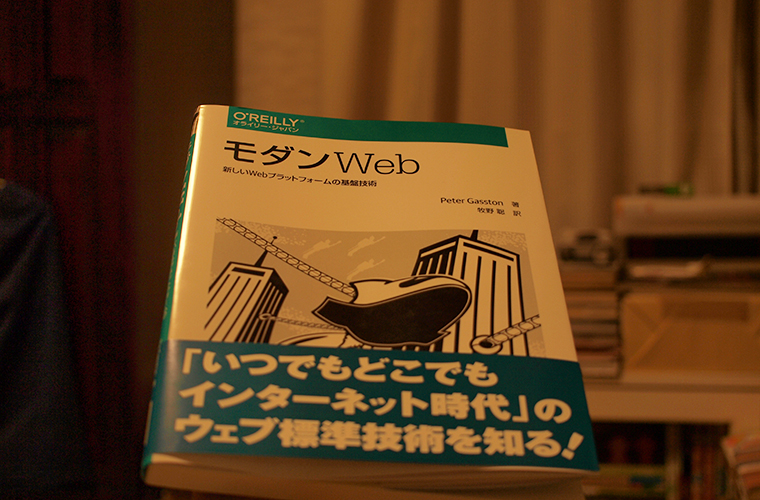 O'REILLY®
オライリー・ジャパン
モダンWeb
新しいWebプラットフォームの基盤技術
Peter Gasston 著
牧野 聡 訳
「いつでもどこでも
インターネット時代」の
ウェブ標準技術を知る!